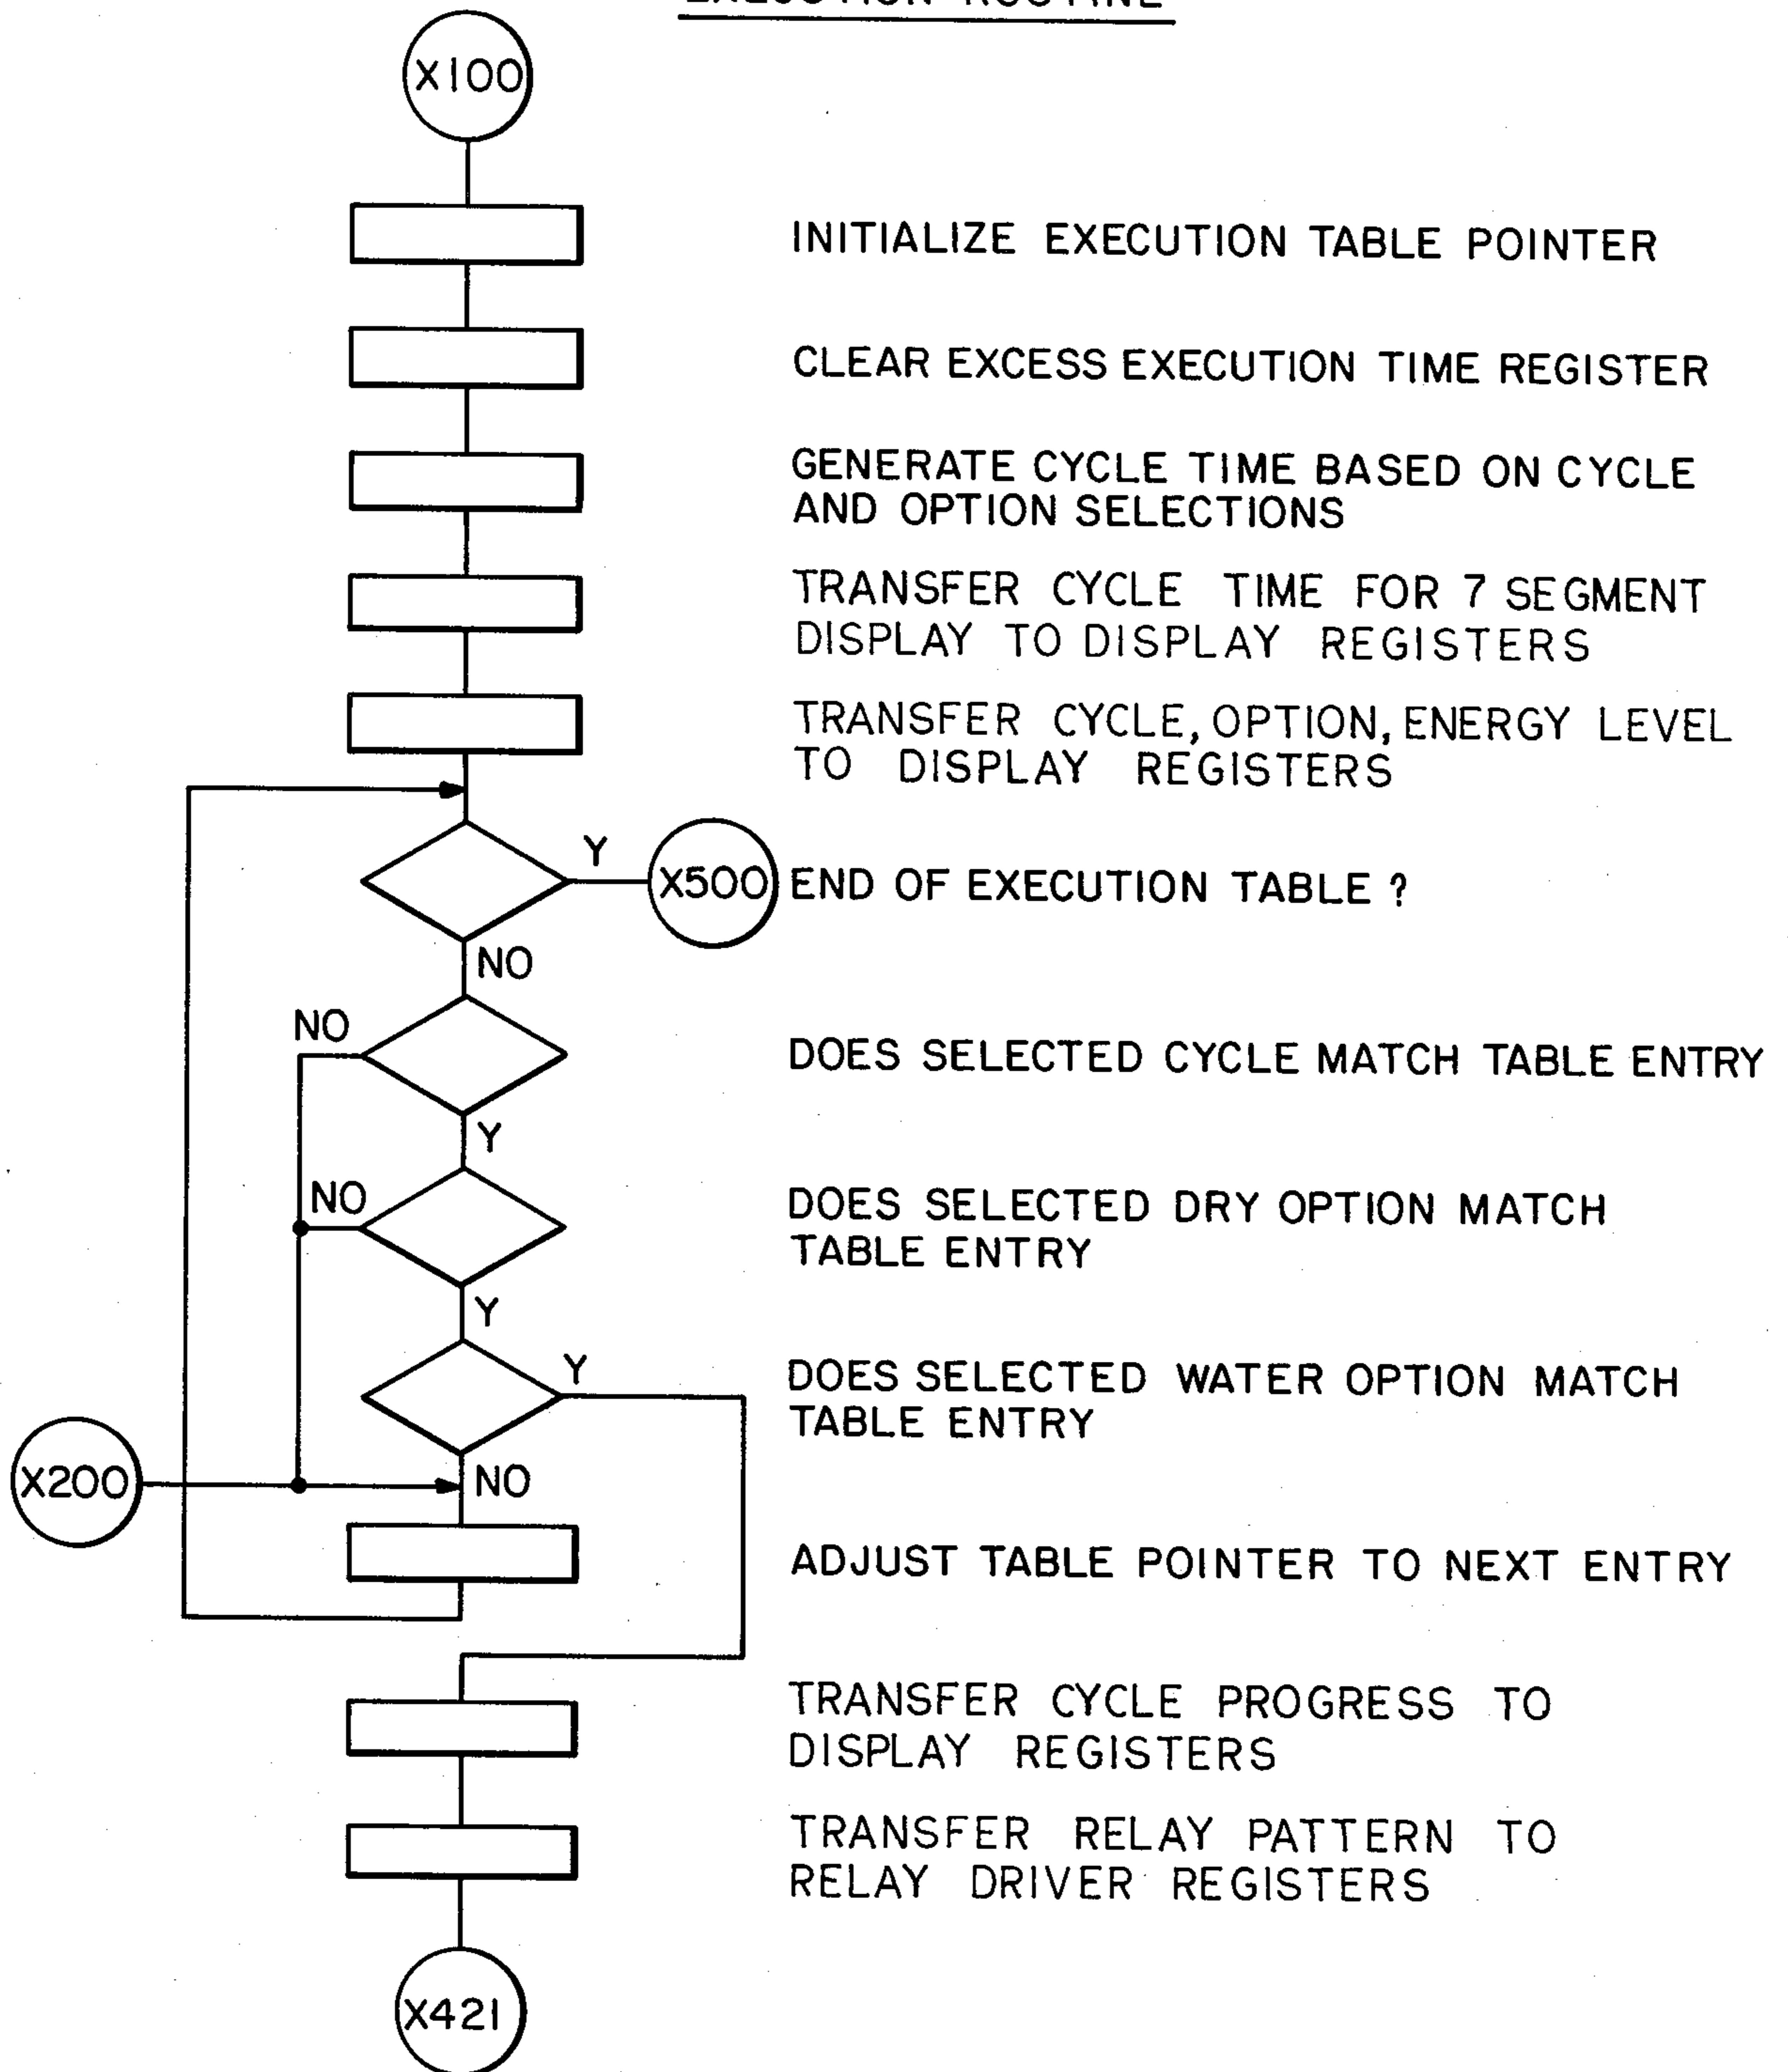 EXECUTION ROUTINE
X100
INITIALIZE EXECUTION TABLE POINTER
CLEAR EXCESS EXECUTION TIME REGISTER
GENERATE CYCLE TIME BASED ON CYCLE
AND OPTION SELECTIONS
TRANSFER CYCLE TIME FOR 7 SEGMENT
DISPLAY TO DISPLAY REGISTERS
TRANSFER CYCLE, OPTION, ENERGY LEVEL
TO DISPLAY REGISTERS
Y
X500 END OF EXECUTION TABLE ?
NO
NO
DOES SELECTED CYCLE MATCH TABLE ENTRY
Y
NO
DOES SELECTED DRY OPTION MATCH
TABLE ENTRY
Y
Y
DOES SELECTED WATER OPTION MATCH
TABLE ENTRY
X200
NO
ADJUST TABLE POINTER TO NEXT ENTRY
TRANSFER CYCLE PROGRESS TO
DISPLAY REGISTERS
TRANSFER RELAY PATTERN TO
RELAY DRIVER REGISTERS
X421